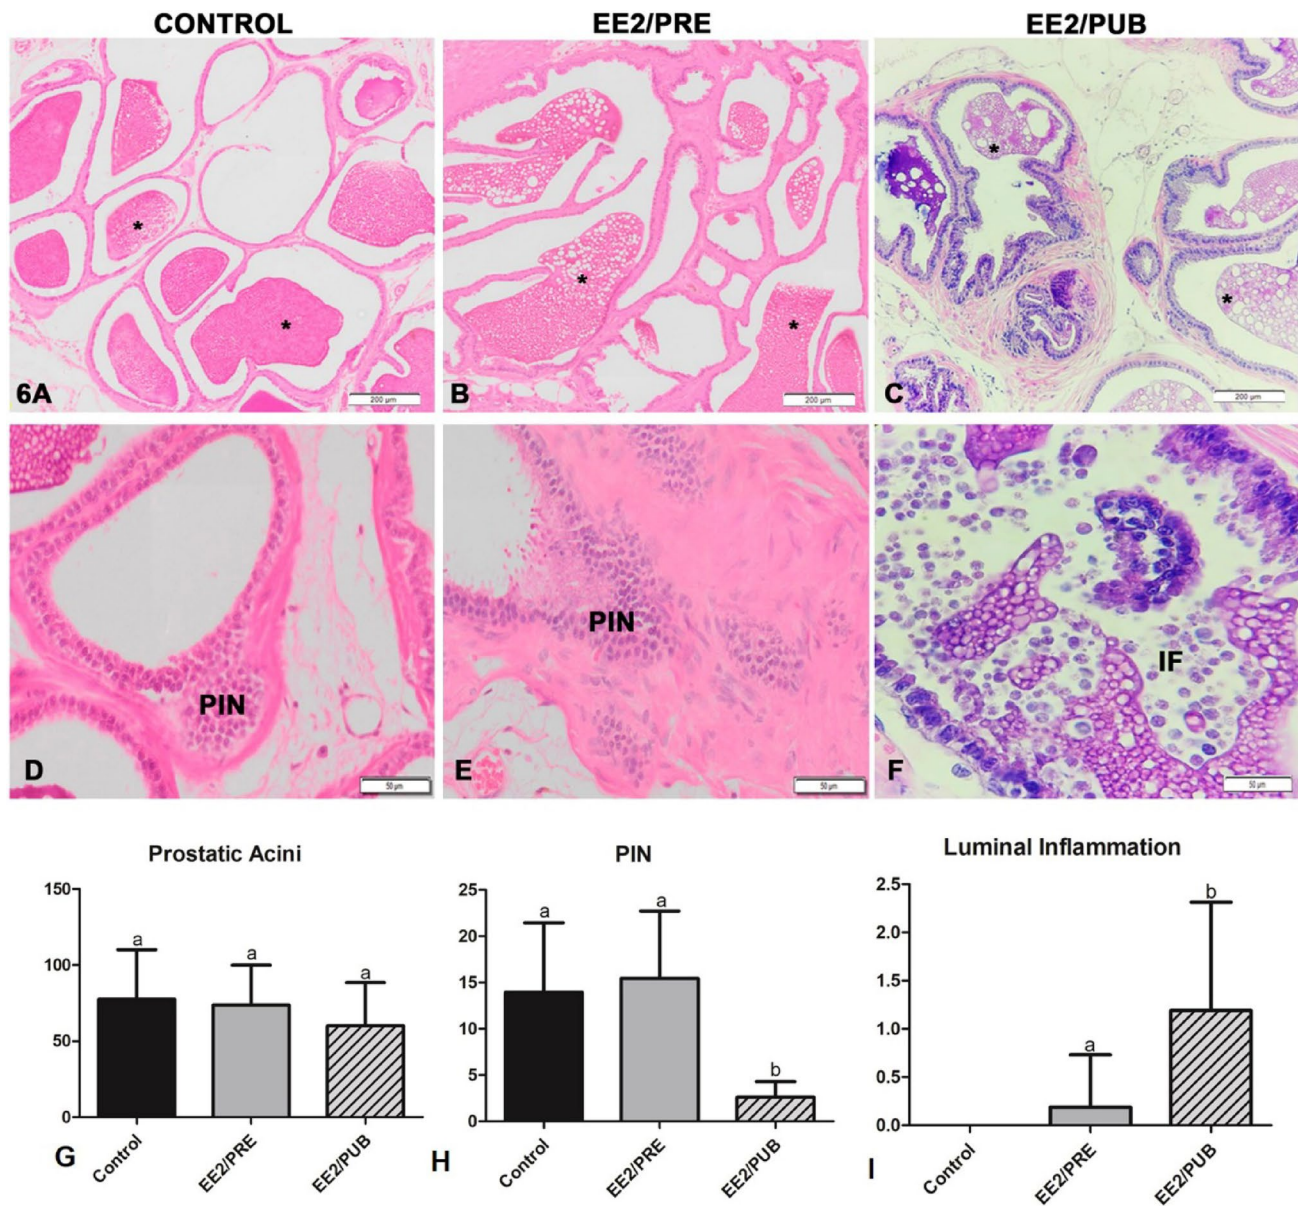 CONTROL EE2/PRE EE2/PUB
* * 6A 200 µm
* * B 200 µm
* * C 200 µm
PIN D 50 µm
PIN E 50 µm
IF F 50 µm
Prostatic Acini
150
100
50
0
a a a
Control EE2/PRE EE2/PUB
G
PIN
25
20
15
10
5
0
a a b
Control EE2/PRE EE2/PUB
H
Luminal Inflammation
2.5
2.0
1.5
1.0
0.5
0.0
a b
Control EE2/PRE EE2/PUB
I